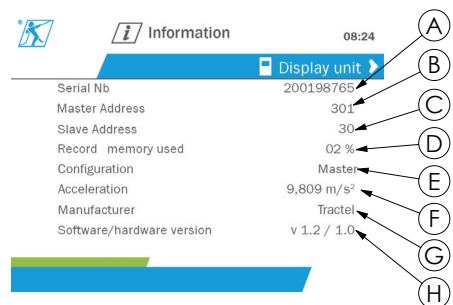 i Information 08:24
Display unit
Serial Nb 200198765 A
Master Address 301 B
Slave Address 30 C
Record memory used 02 % D
Configuration Master E
Acceleration 9,809 m/s² F
Manufacturer Tractel G
Software/hardware version v 1.2 / 1.0 H